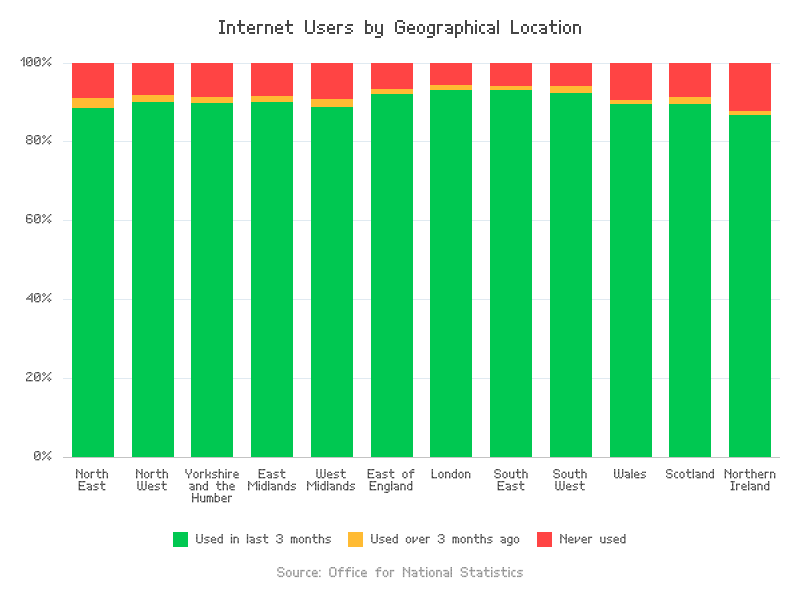 Internet Users by Geographical Location
100%
80%
60%
40%
20%
0%
North
East
North
West
Yorkshire
and the
Humber
East
Midlands
West
Midlands
East of
England
London
South
East
South
West
Wales
Scotland
Northern
Ireland
Used in last 3 months
Used over 3 months ago
Never used
Source: Office for National Statistics